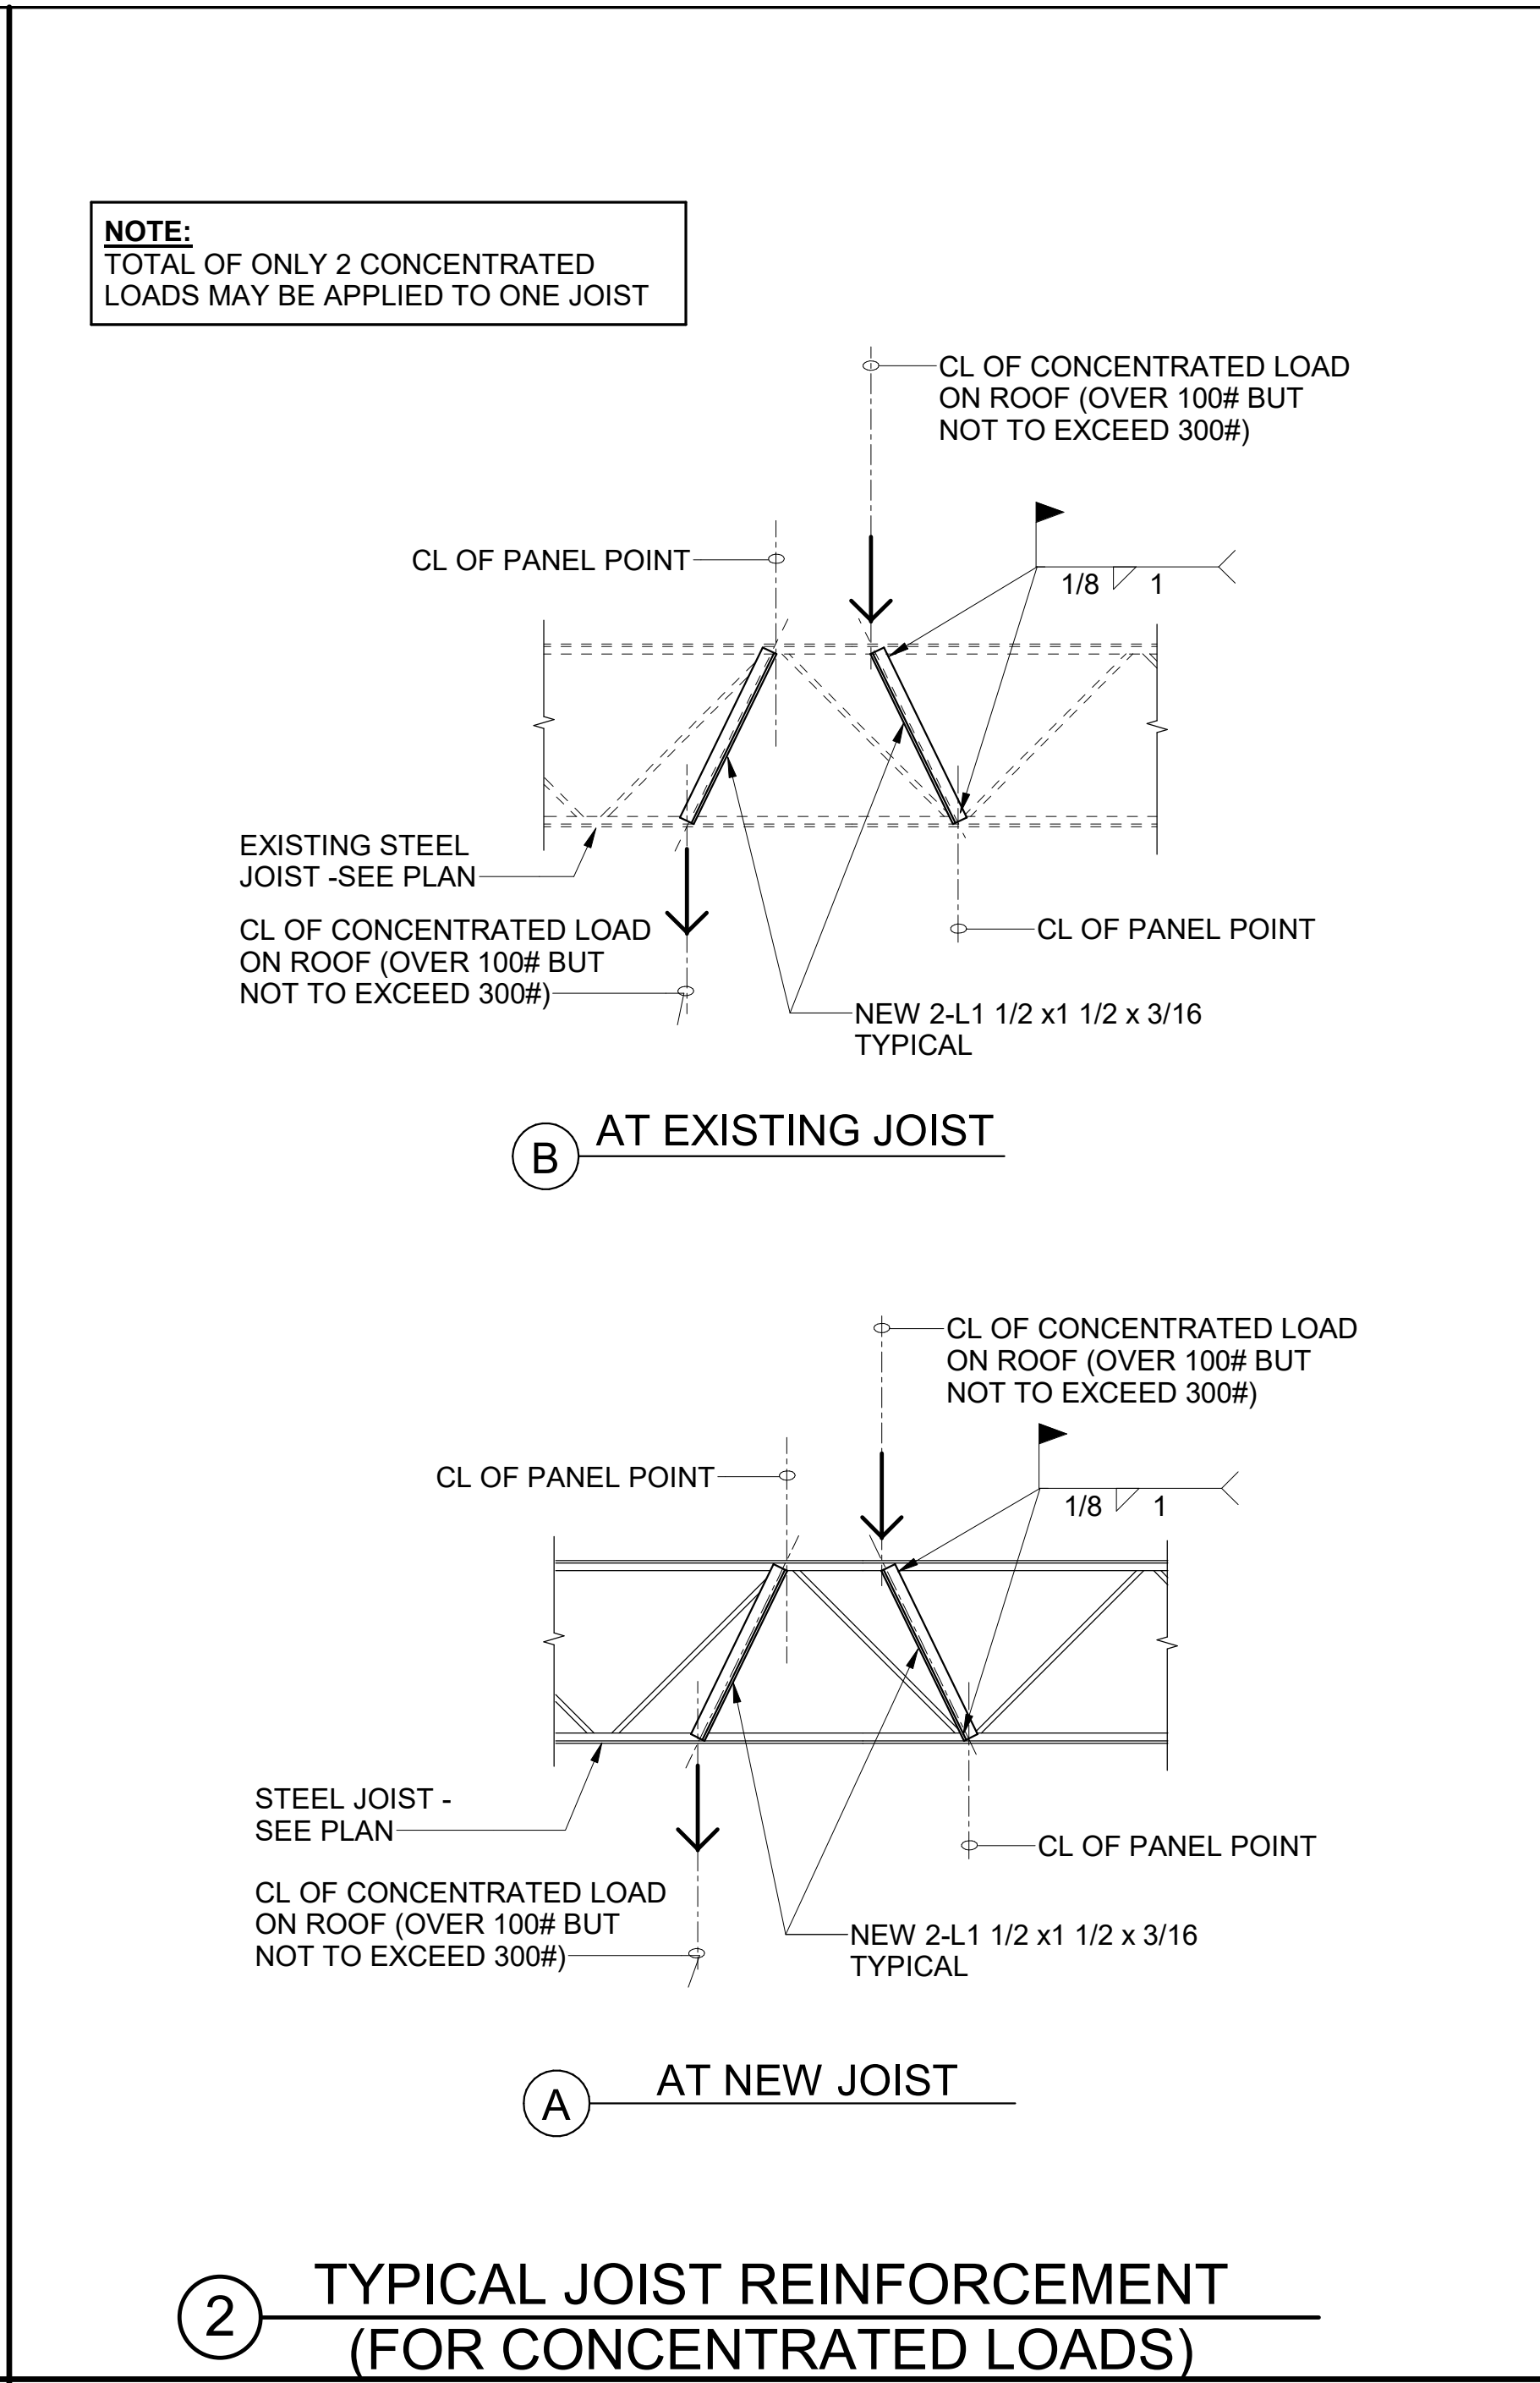 NOTE:
TOTAL OF ONLY 2 CONCENTRATED
LOADS MAY BE APPLIED TO ONE JOIST
CL OF CONCENTRATED LOAD
ON ROOF (OVER 100# BUT
NOT TO EXCEED 300#)
CL OF PANEL POINT
1/8 1
EXISTING STEEL
JOIST -SEE PLAN
CL OF CONCENTRATED LOAD
ON ROOF (OVER 100# BUT
NOT TO EXCEED 300#)
CL OF PANEL POINT
NEW 2-L1 1/2 x1 1/2 x 3/16
TYPICAL
B AT EXISTING JOIST
CL OF CONCENTRATED LOAD
ON ROOF (OVER 100# BUT
NOT TO EXCEED 300#)
CL OF PANEL POINT
1/8 1
STEEL JOIST -
SEE PLAN
CL OF PANEL POINT
CL OF CONCENTRATED LOAD
ON ROOF (OVER 100# BUT
NOT TO EXCEED 300#)
NEW 2-L1 1/2 x1 1/2 x 3/16
TYPICAL
A AT NEW JOIST
2 TYPICAL JOIST REINFORCEMENT
(FOR CONCENTRATED LOADS)